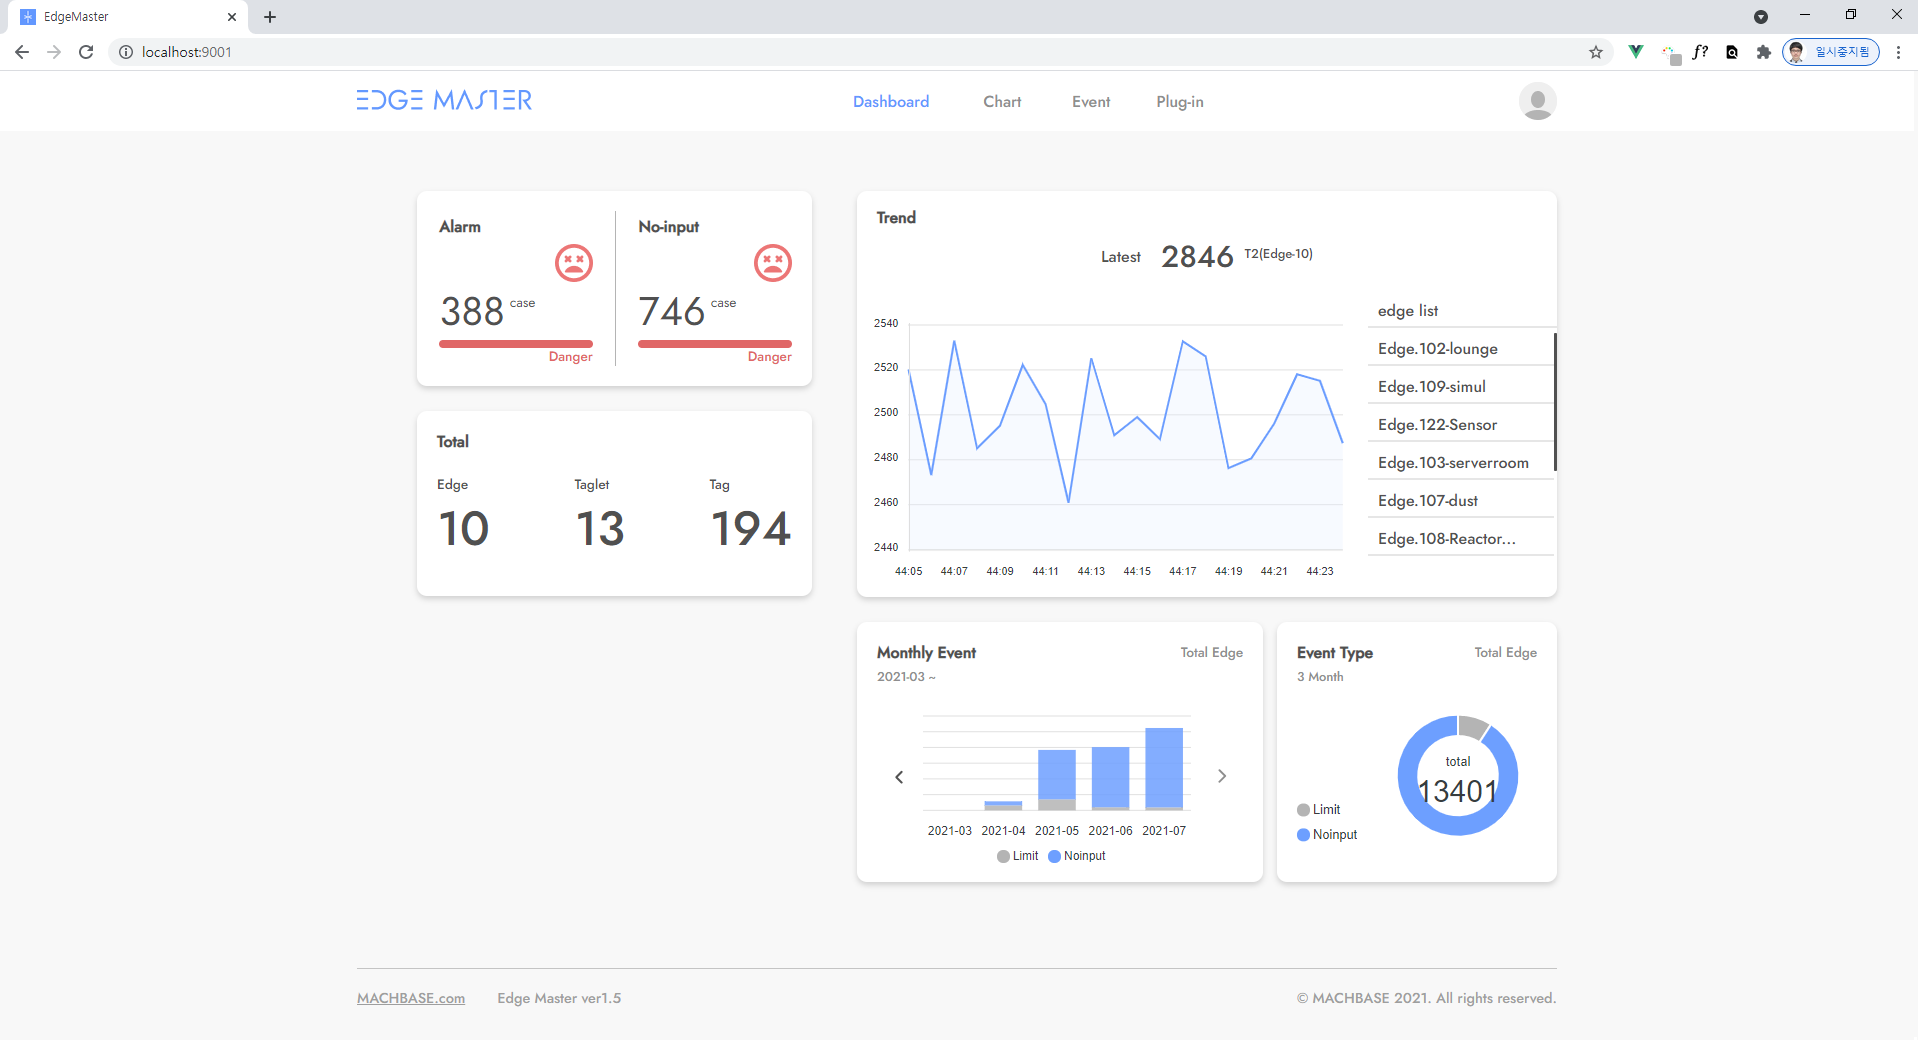 EdgeMaster
localhost:9001
일시중지됨
EDGE MASTER
Dashboard
Chart
Event
Plug-in
Alarm
388 case
Danger
No-input
746 case
Danger
Total
Edge
10
Taglet
13
Tag
194
Trend
Latest 2846 T2(Edge-10)
2540
2520
2500
2480
2460
2440
44:05 44:07 44:09 44:11 44:13 44:15 44:17 44:19 44:21 44:23
edge list
Edge.102-lounge
Edge.109-simul
Edge.122-Sensor
Edge.103-serverroom
Edge.107-dust
Edge.108-Reactor...
Monthly Event
Total Edge
2021-03 ~
2021-03 2021-04 2021-05 2021-06 2021-07
Limit Noinput
Event Type
Total Edge
3 Month
total
13401
Limit
Noinput
MACHBASE.com
Edge Master ver1.5
© MACHBASE 2021. All rights reserved.